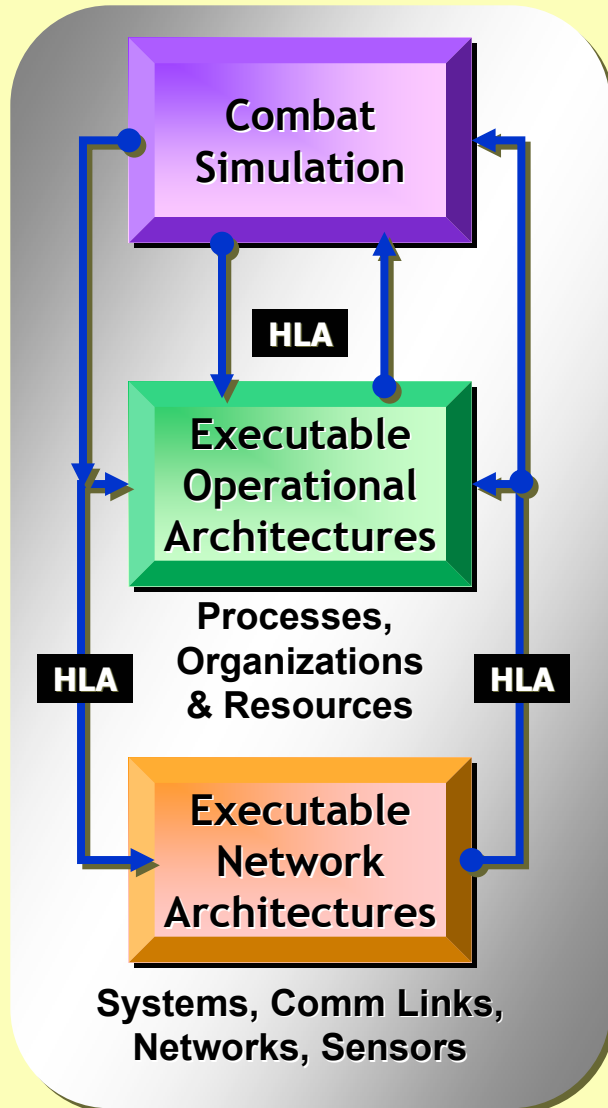 Combat
Simulation
HLA
Executable
Operational
Architectures
Processes,
Organizations
& Resources
HLA
HLA
Executable
Network
Architectures
Systems, Comm Links,
Networks, Sensors